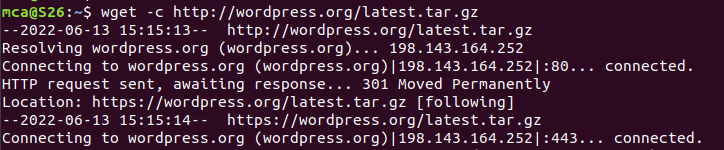 mca@S26:~$ wget -c http://wordpress.org/latest.tar.gz
--2022-06-13 15:15:13--  http://wordpress.org/latest.tar.gz
Resolving wordpress.org (wordpress.org)... 198.143.164.252
Connecting to wordpress.org (wordpress.org)|198.143.164.252|:80... connected.
HTTP request sent, awaiting response... 301 Moved Permanently
Location: https://wordpress.org/latest.tar.gz [following]
--2022-06-13 15:15:14--  https://wordpress.org/latest.tar.gz
Connecting to wordpress.org (wordpress.org)|198.143.164.252|:443... connected.